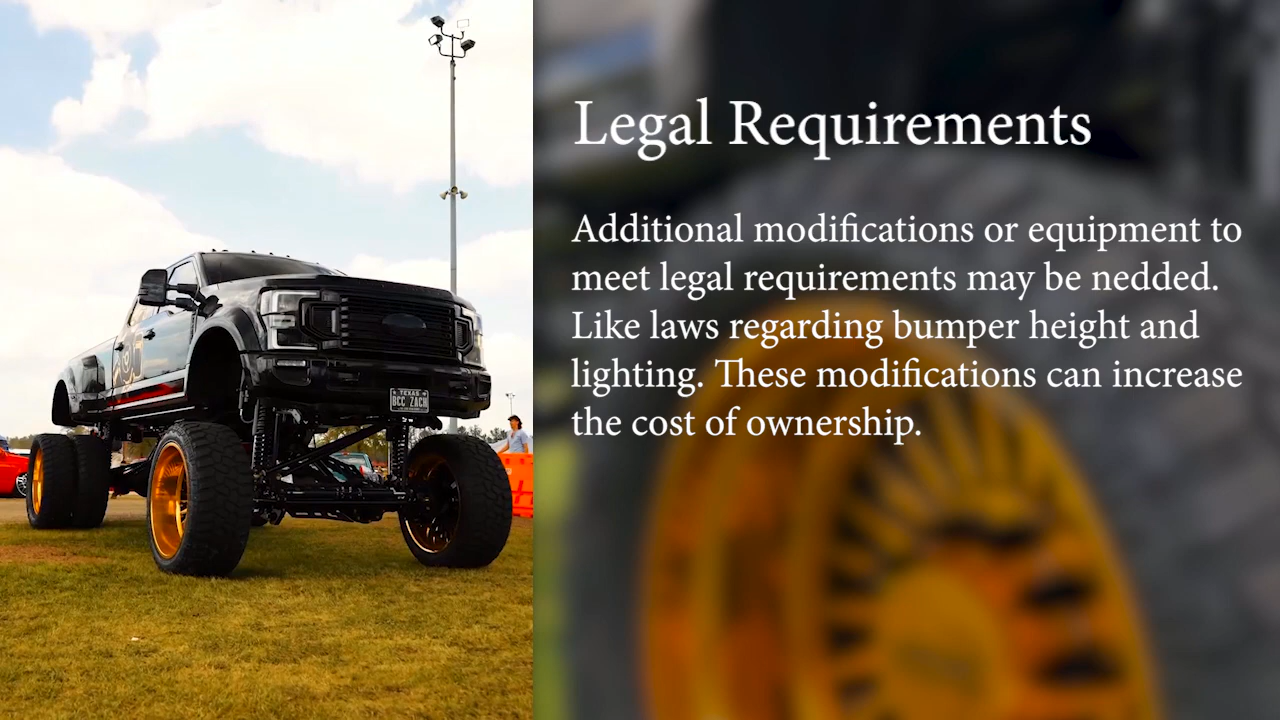 Legal Requirements
Additional modifications or equipment to
meet legal requirements may be nedded.
Like laws regarding bumper height and
lighting. These modifications can increase
the cost of ownership.
TEXAS
BCC ZACH